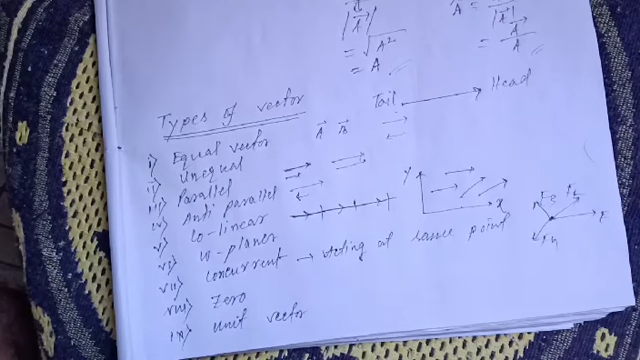 |A|
= √A²
= A
A =
|A|
= A / A
Types of vector
Tail Head
i) Equal vector A B
ii) Unequal
iii) Parallel
iv) Anti parallel
v) Co-linear
vi) co-planer
vii) Concurrent → Acting at same point
viii) Zero
ix) unit vector
y
x
E